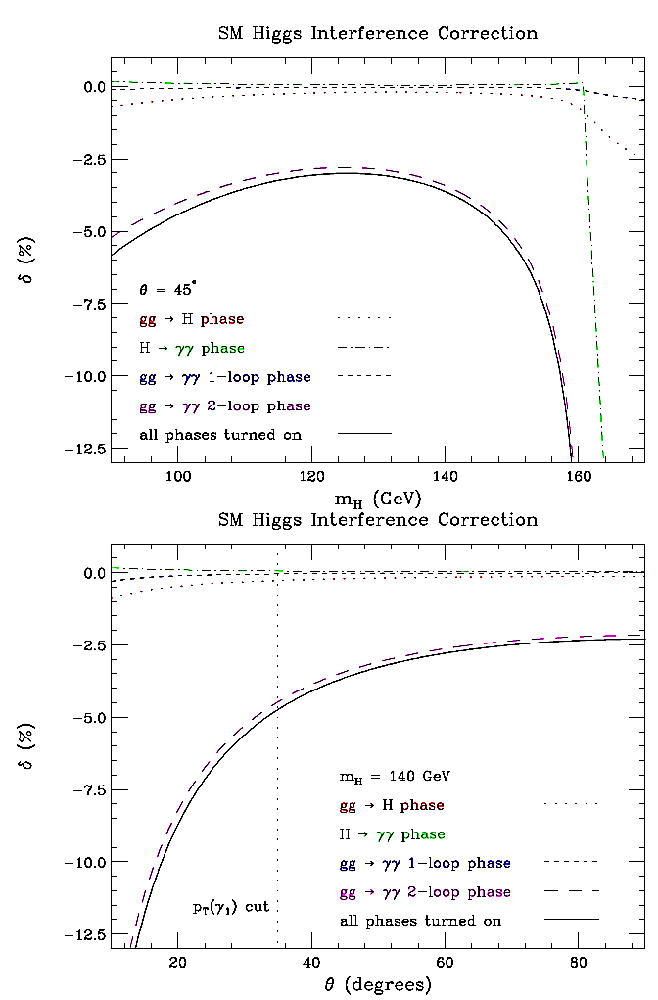 SM Higgs Interference Correction
0.0
-2.5
-5.0
-7.5
-10.0
-12.5
δ (%)
θ = 45°
gg → H phase
H → γγ phase
gg → γγ 1-loop phase
gg → γγ 2-loop phase
all phases turned on
100 120 140 160
m_H (GeV)
SM Higgs Interference Correction
0.0
-2.5
-5.0
-7.5
-10.0
-12.5
δ (%)
m_H = 140 GeV
gg → H phase
H → γγ phase
gg → γγ 1-loop phase
gg → γγ 2-loop phase
all phases turned on
p_T(γ_1) cut
20 40 60 80
θ (degrees)